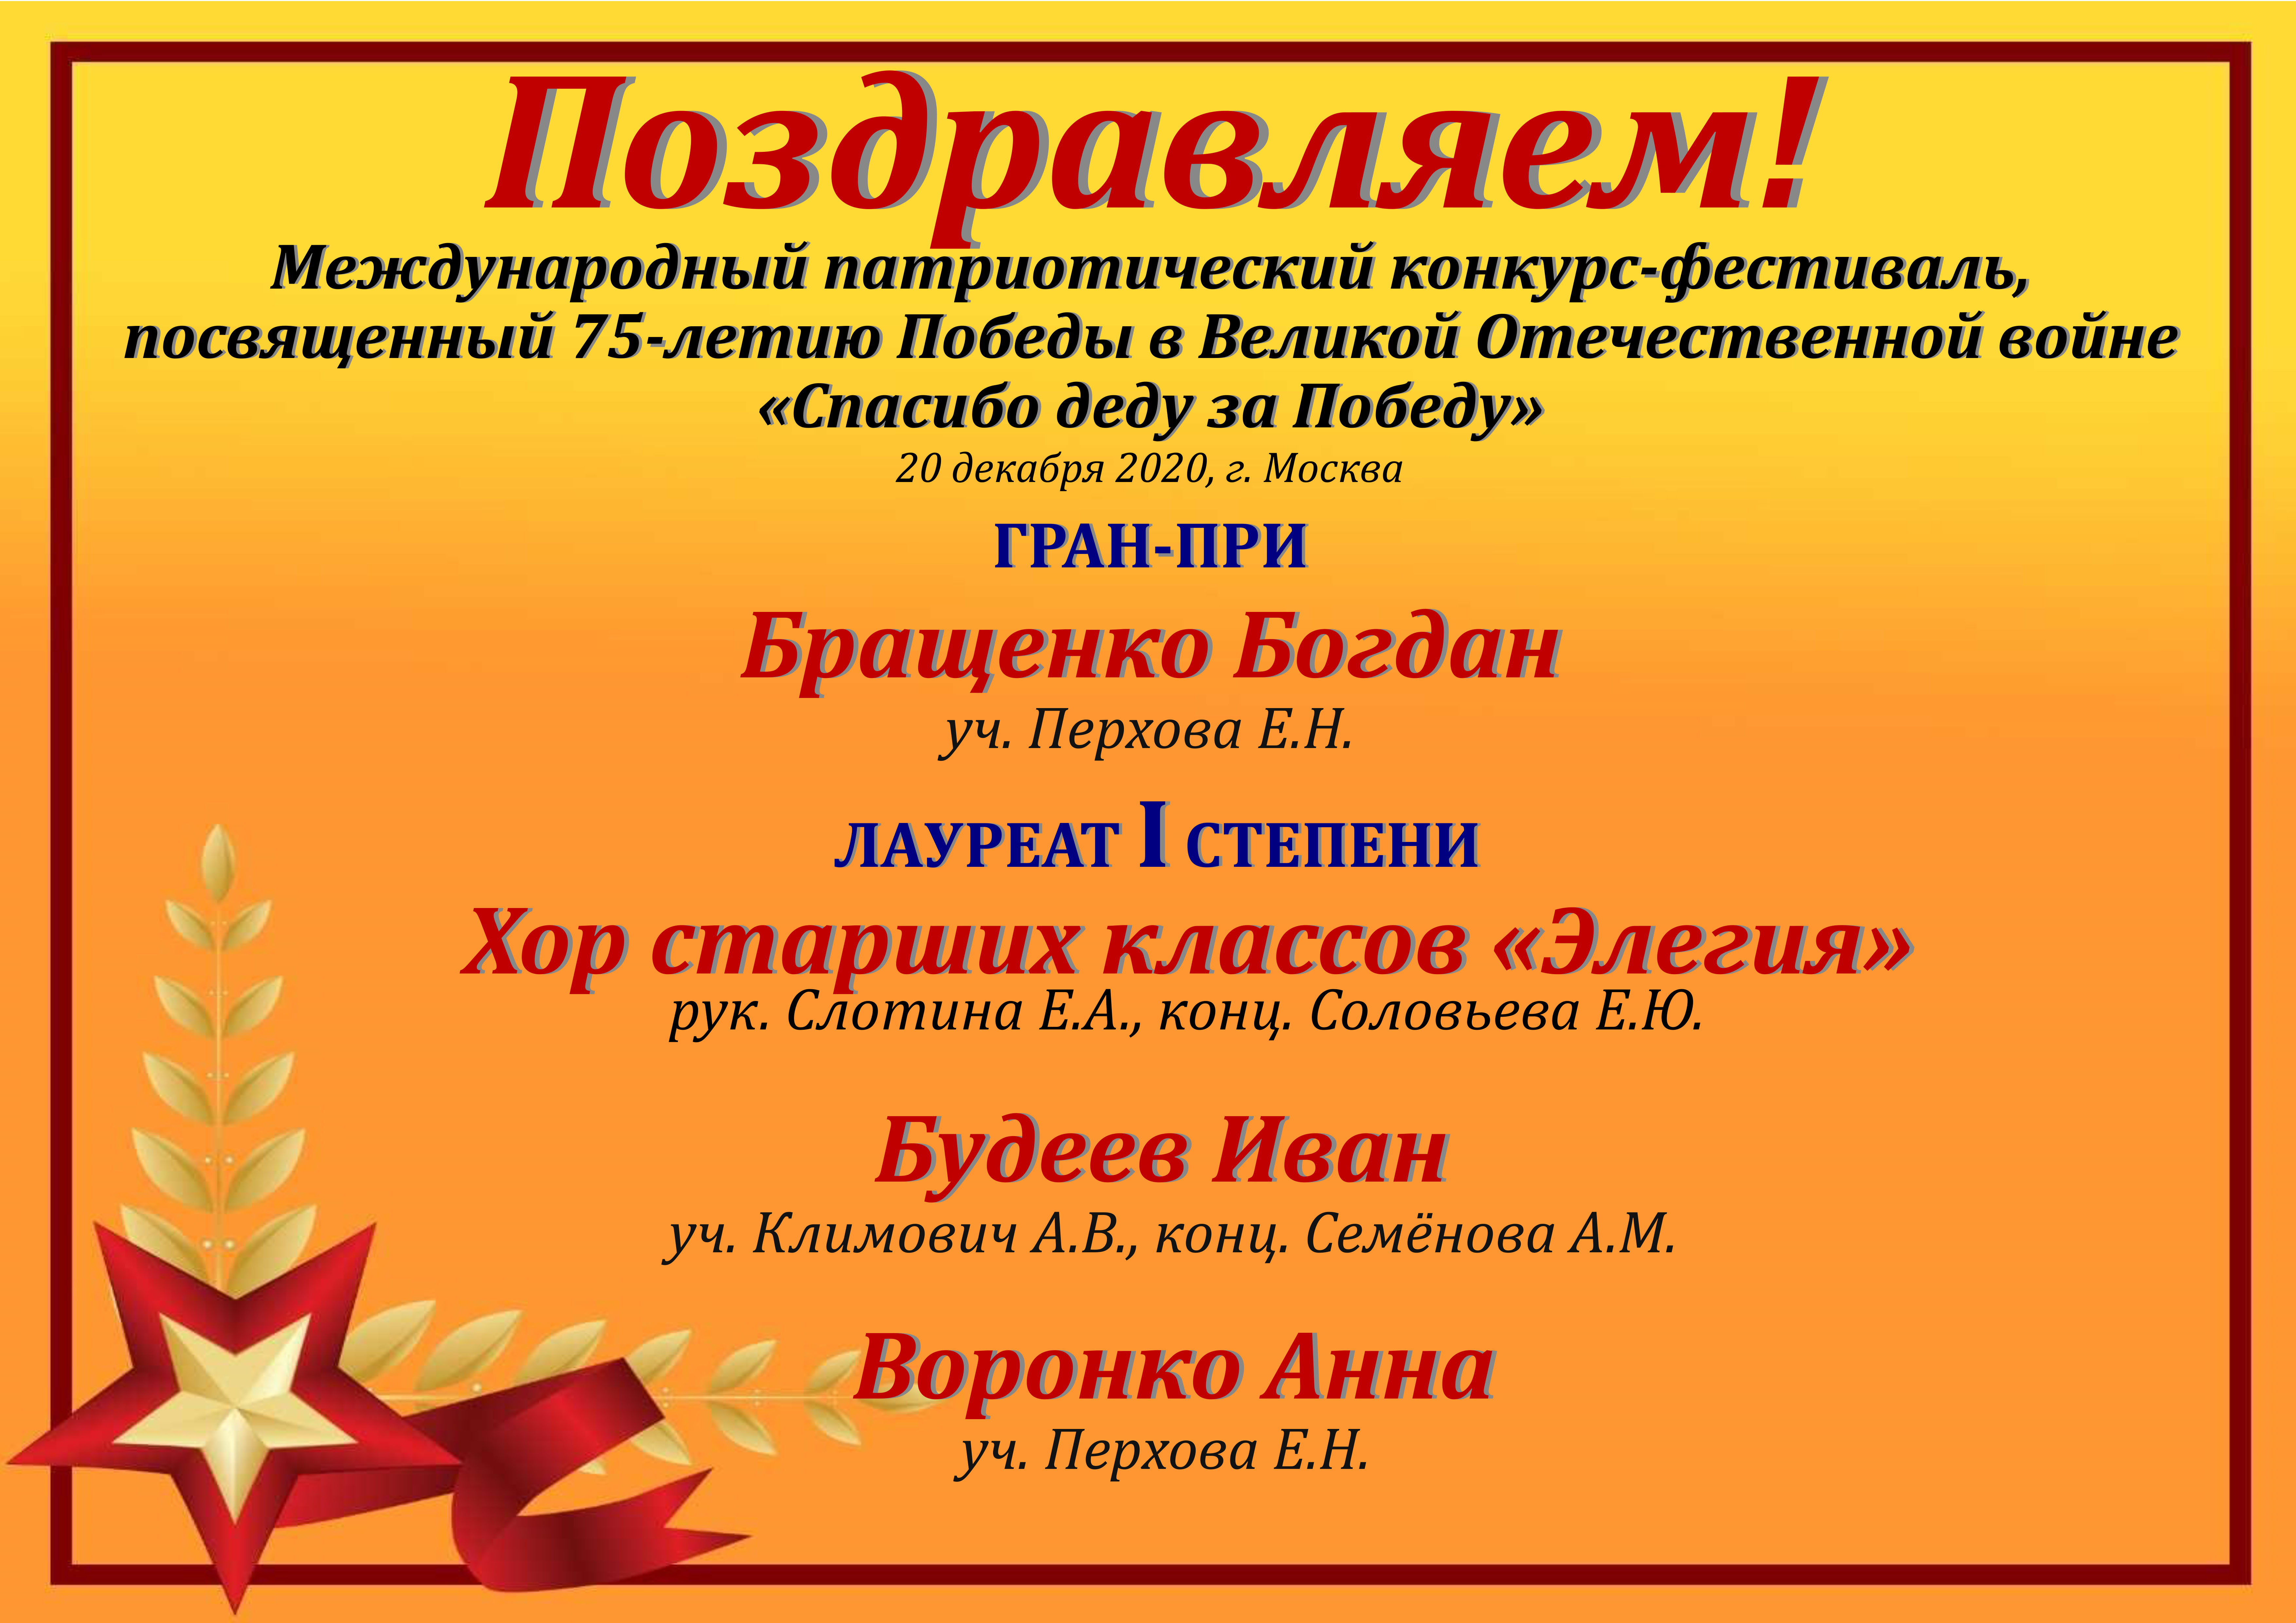 Поздравляем!
Международный патриотический конкурс-фестиваль,
посвященный 75-летию Победы в Великой Отечественной войне
«Спасибо деду за Победу»
20 декабря 2020, г. Москва
ГРАН-ПРИ
Бращенко Богдан
уч. Перхова Е.Н.
ЛАУРЕАТ I СТЕПЕНИ
Хор старших классов «Элегия»
рук. Слотина Е.А., конц. Соловьева Е.Ю.
Будеев Иван
уч. Климович А.В., конц. Семёнова А.М.
Воронко Анна
уч. Перхова Е.Н.